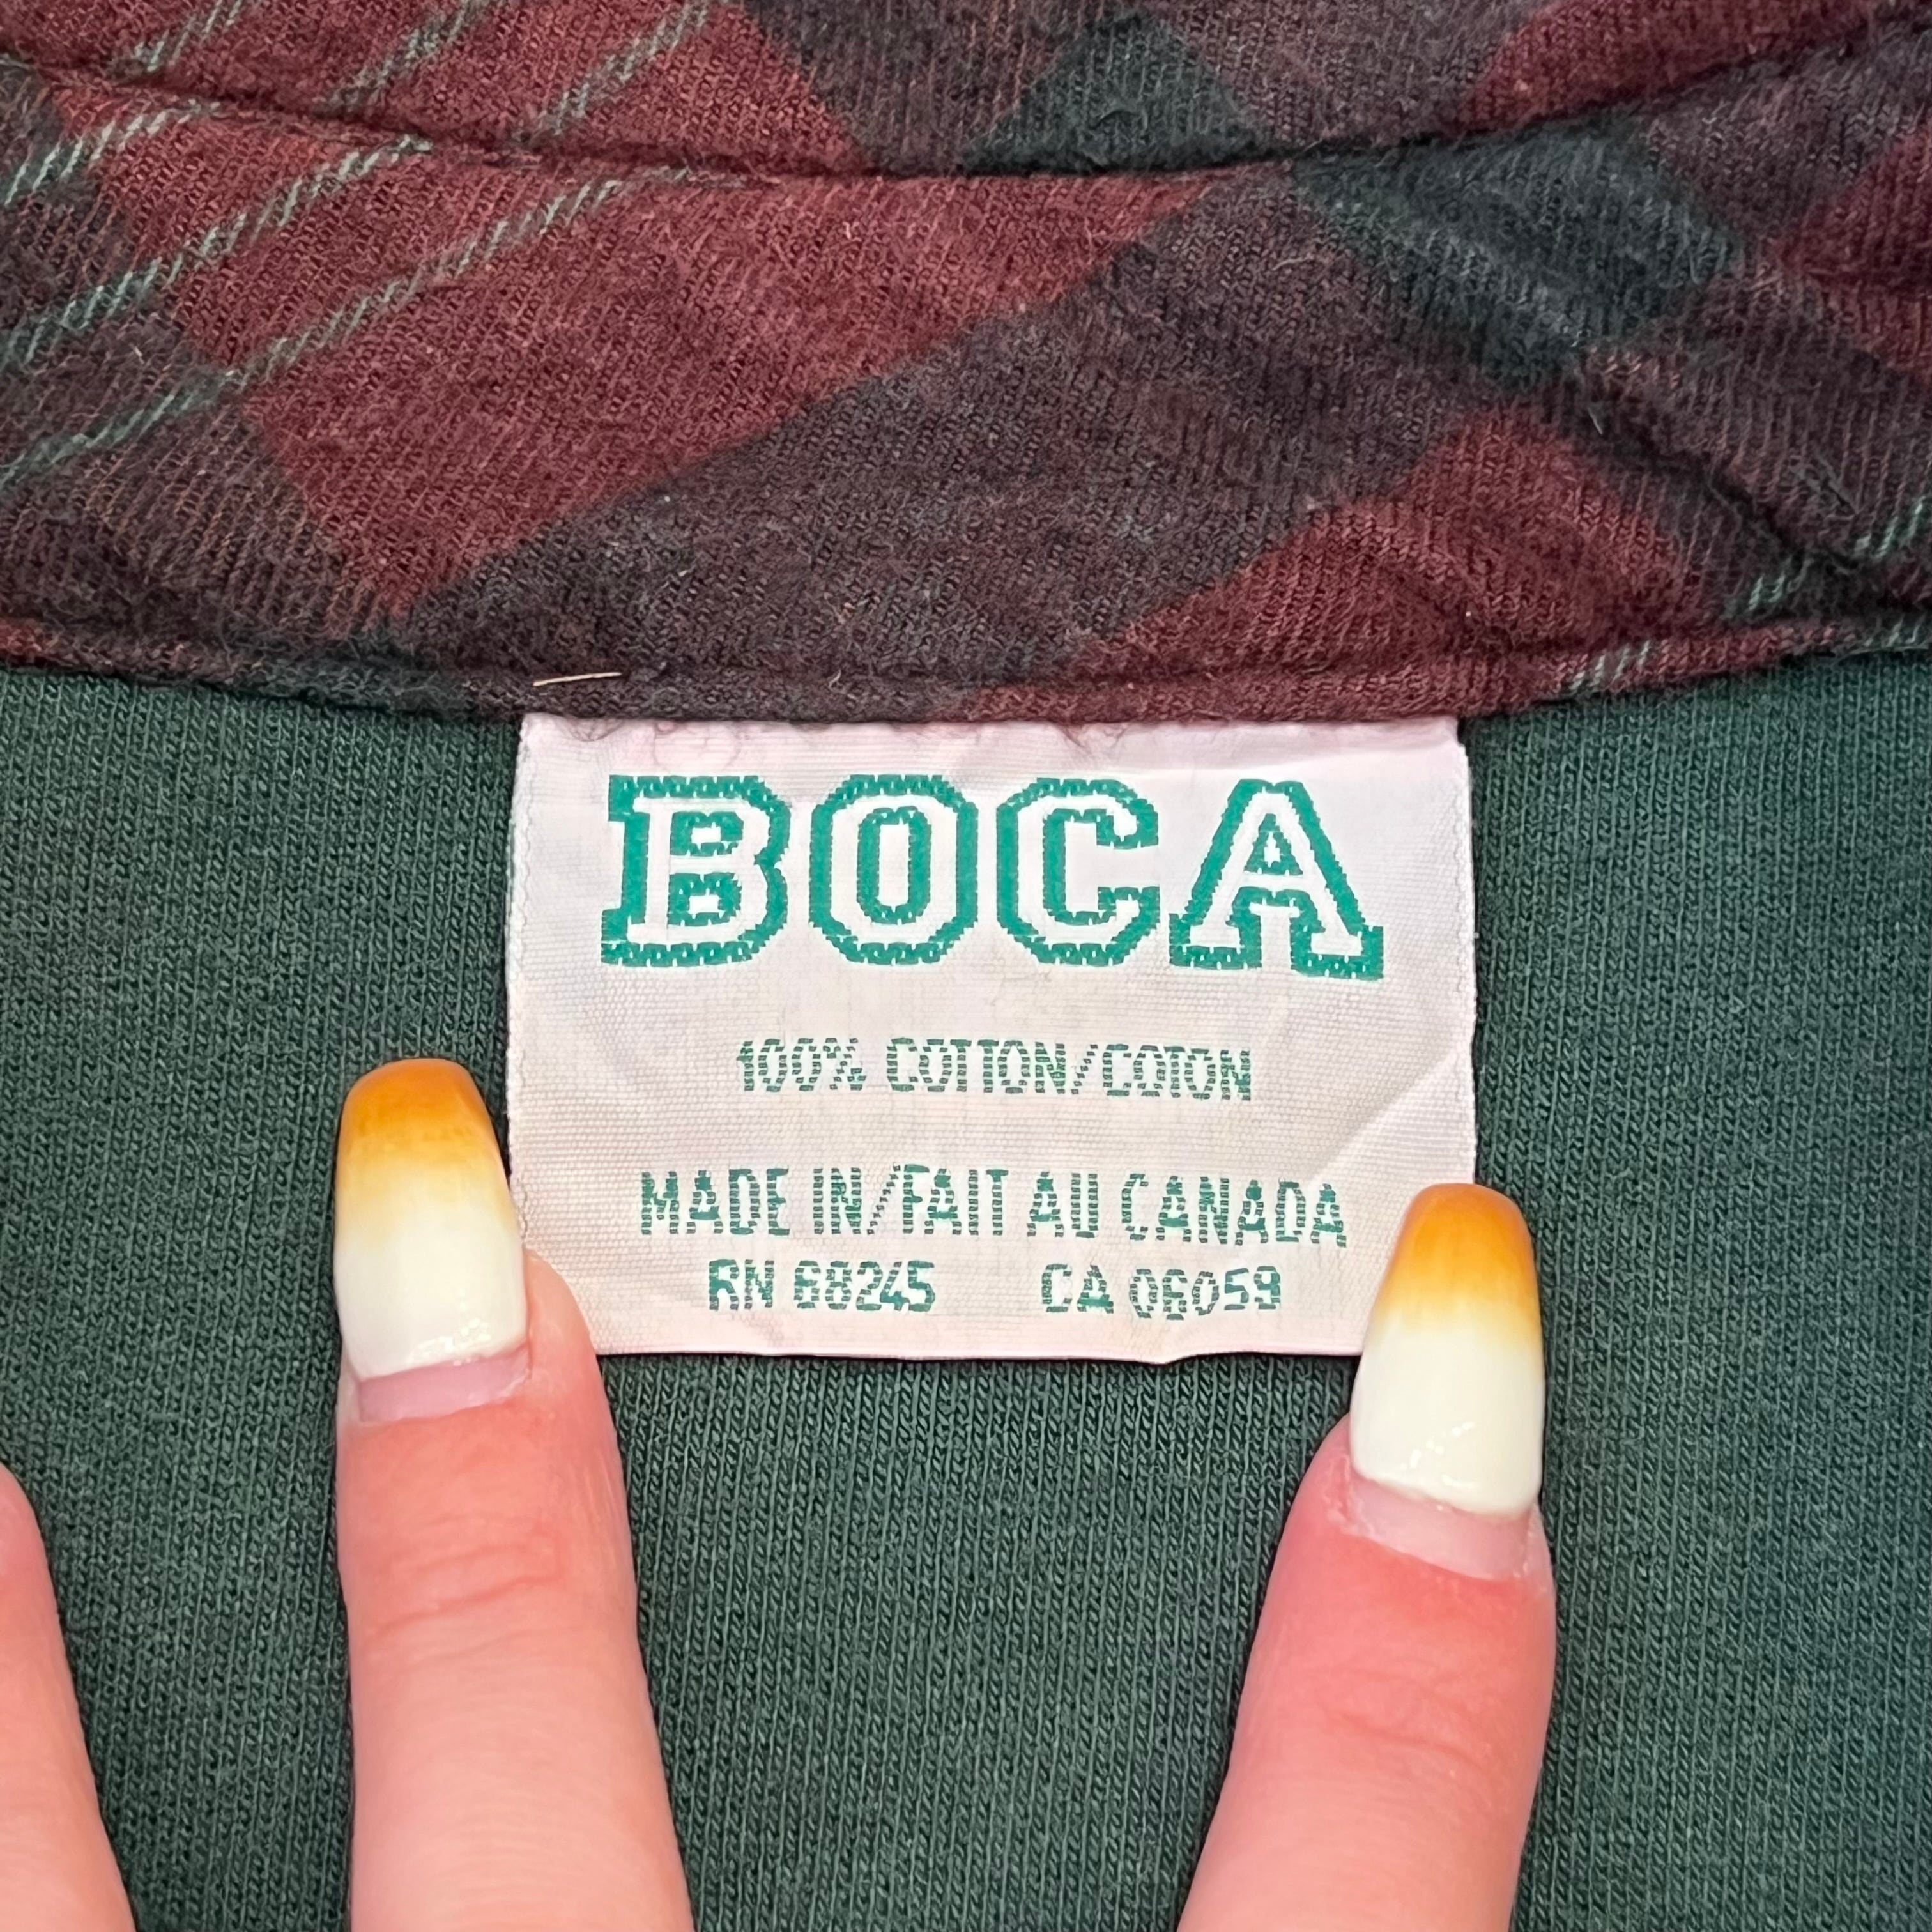 BOCA
100% COTTON/COTON
MADE IN/FAIT AU CANADA
RN 68245 CA 06059